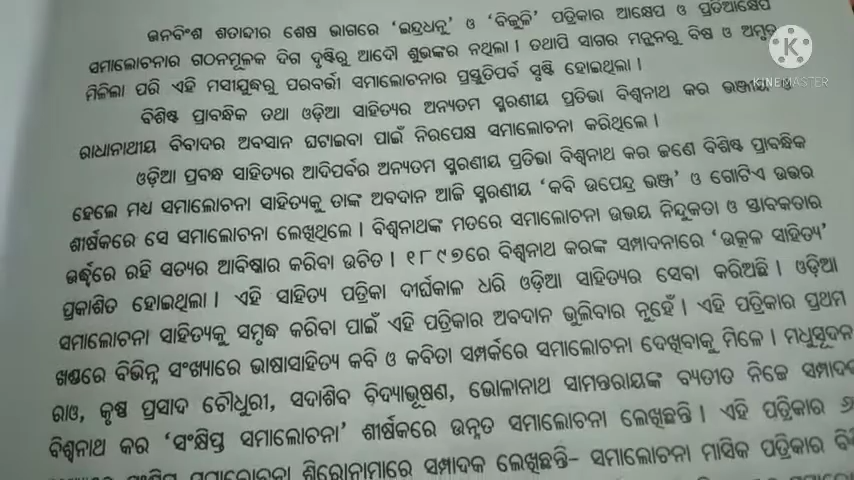 ଉନବିଂଶ ଶତାବ୍ଦୀର ଶେଷ ଭାଗରେ ‘ଇନ୍ଦ୍ରଧନୁ’ ଓ ‘ବିଜୁଳି’ ପତ୍ରିକାର ଆକ୍ଷେପ ଓ ପ୍ରତିଆକ୍ଷେପ
ସମାଲୋଚନାର ଗଠନମୂଳକ ଦିଗ ଦୃଷ୍ଟିରୁ ଆଦୌ ଶୁଭଙ୍କର ନଥିଲା । ତଥାପି ସାଗର ମନ୍ଥନରୁ ବିଷ ଓ ଅମୃତ
ମିଳିଲା ପରି ଏହି ମସୀଯୁଦ୍ଧରୁ ପରବର୍ତ୍ତୀ ସମାଲୋଚନାର ପ୍ରସ୍ତୁତିପର୍ବ ସୃଷ୍ଟି ହୋଇଥିଲା ।
KINEMASTER
ବିଶିଷ୍ଟ ପ୍ରାବନ୍ଧିକ ତଥା ଓଡ଼ିଆ ସାହିତ୍ୟର ଅନ୍ୟତମ ସ୍ମରଣୀୟ ପ୍ରତିଭା ବିଶ୍ୱନାଥ କର ଭଞ୍ଜୀୟ ଓ
ରାଧାନାଥୀୟ ବିବାଦର ଅବସାନ ଘଟାଇବା ପାଇଁ ନିରପେକ୍ଷ ସମାଲୋଚନା କରିଥିଲେ ।
ଓଡ଼ିଆ ପ୍ରବନ୍ଧ ସାହିତ୍ୟର ଆଦିପର୍ବର ଅନ୍ୟତମ ସ୍ମରଣୀୟ ପ୍ରତିଭା ବିଶ୍ୱନାଥ କର ଜଣେ ବିଶିଷ୍ଟ ପ୍ରାବନ୍ଧିକ
ହେଲେ ମଧ୍ୟ ସମାଲୋଚନା ସାହିତ୍ୟକୁ ତାଙ୍କ ଅବଦାନ ଆଜି ସ୍ମରଣୀୟ ‘କବି ଉପେନ୍ଦ୍ର ଭଞ୍ଜ’ ଓ ଗୋଟିଏ ଉଭର
ଶୀର୍ଷକରେ ସେ ସମାଲୋଚନା ଲେଖିଥିଲେ । ବିଶ୍ୱନାଥଙ୍କ ମତରେ ସମାଲୋଚନା ଉଭୟ ନିନ୍ଦୁକତା ଓ ସ୍ତାବକତାର
ଊର୍ଦ୍ଧ୍ୱରେ ରହି ସତ୍ୟର ଆବିଷ୍କାର କରିବା ଉଚିତ । ୧୮୯୭ରେ ବିଶ୍ୱନାଥ କରଙ୍କ ସମ୍ପାଦନାରେ ‘ଉତ୍କଳ ସାହିତ୍ୟ’
ପ୍ରକାଶିତ ହୋଇଥିଲା । ଏହି ସାହିତ୍ୟ ପତ୍ରିକା ଦୀର୍ଘକାଳ ଧରି ଓଡ଼ିଆ ସାହିତ୍ୟର ସେବା କରିଅଛି । ଓଡ଼ିଆ
ସମାଲୋଚନା ସାହିତ୍ୟକୁ ସମୃଦ୍ଧ କରିବା ପାଇଁ ଏହି ପତ୍ରିକାର ଅବଦାନ ଭୁଲିବାର ନୁହେଁ । ଏହି ପତ୍ରିକାର ପ୍ରଥମ
ଖଣ୍ଡରେ ବିଭିନ୍ନ ସଂଖ୍ୟାରେ ଭାଷାସାହିତ୍ୟ କବି ଓ କବିତା ସମ୍ପର୍କରେ ସମାଲୋଚନା ଦେଖିବାକୁ ମିଳେ । ମଧୁସୂଦନ
ରାଓ, କୃଷ୍ଣ ପ୍ରସାଦ ଚୌଧୁରୀ, ସଦାଶିବ ବିଦ୍ୟାଭୂଷଣ, ଭୋଳାନାଥ ସାମନ୍ତରାୟଙ୍କ ବ୍ୟତୀତ ନିଜେ ସମ୍ପାଦକ
ବିଶ୍ୱନାଥ କର ‘ସଂକ୍ଷିପ୍ତ ସମାଲୋଚନା’ ଶୀର୍ଷକରେ ଉନ୍ନତ ସମାଲୋଚନା ଲେଖିଛନ୍ତି । ଏହି ପତ୍ରିକାର
ସଂକ୍ଷିପ୍ତ ସମାଲୋଚନା ଶିରୋନାମାରେ ସମ୍ପାଦକ ଲେଖିଛନ୍ତି– ସମାଲୋଚନା ମାସିକ ପତ୍ରିକାର